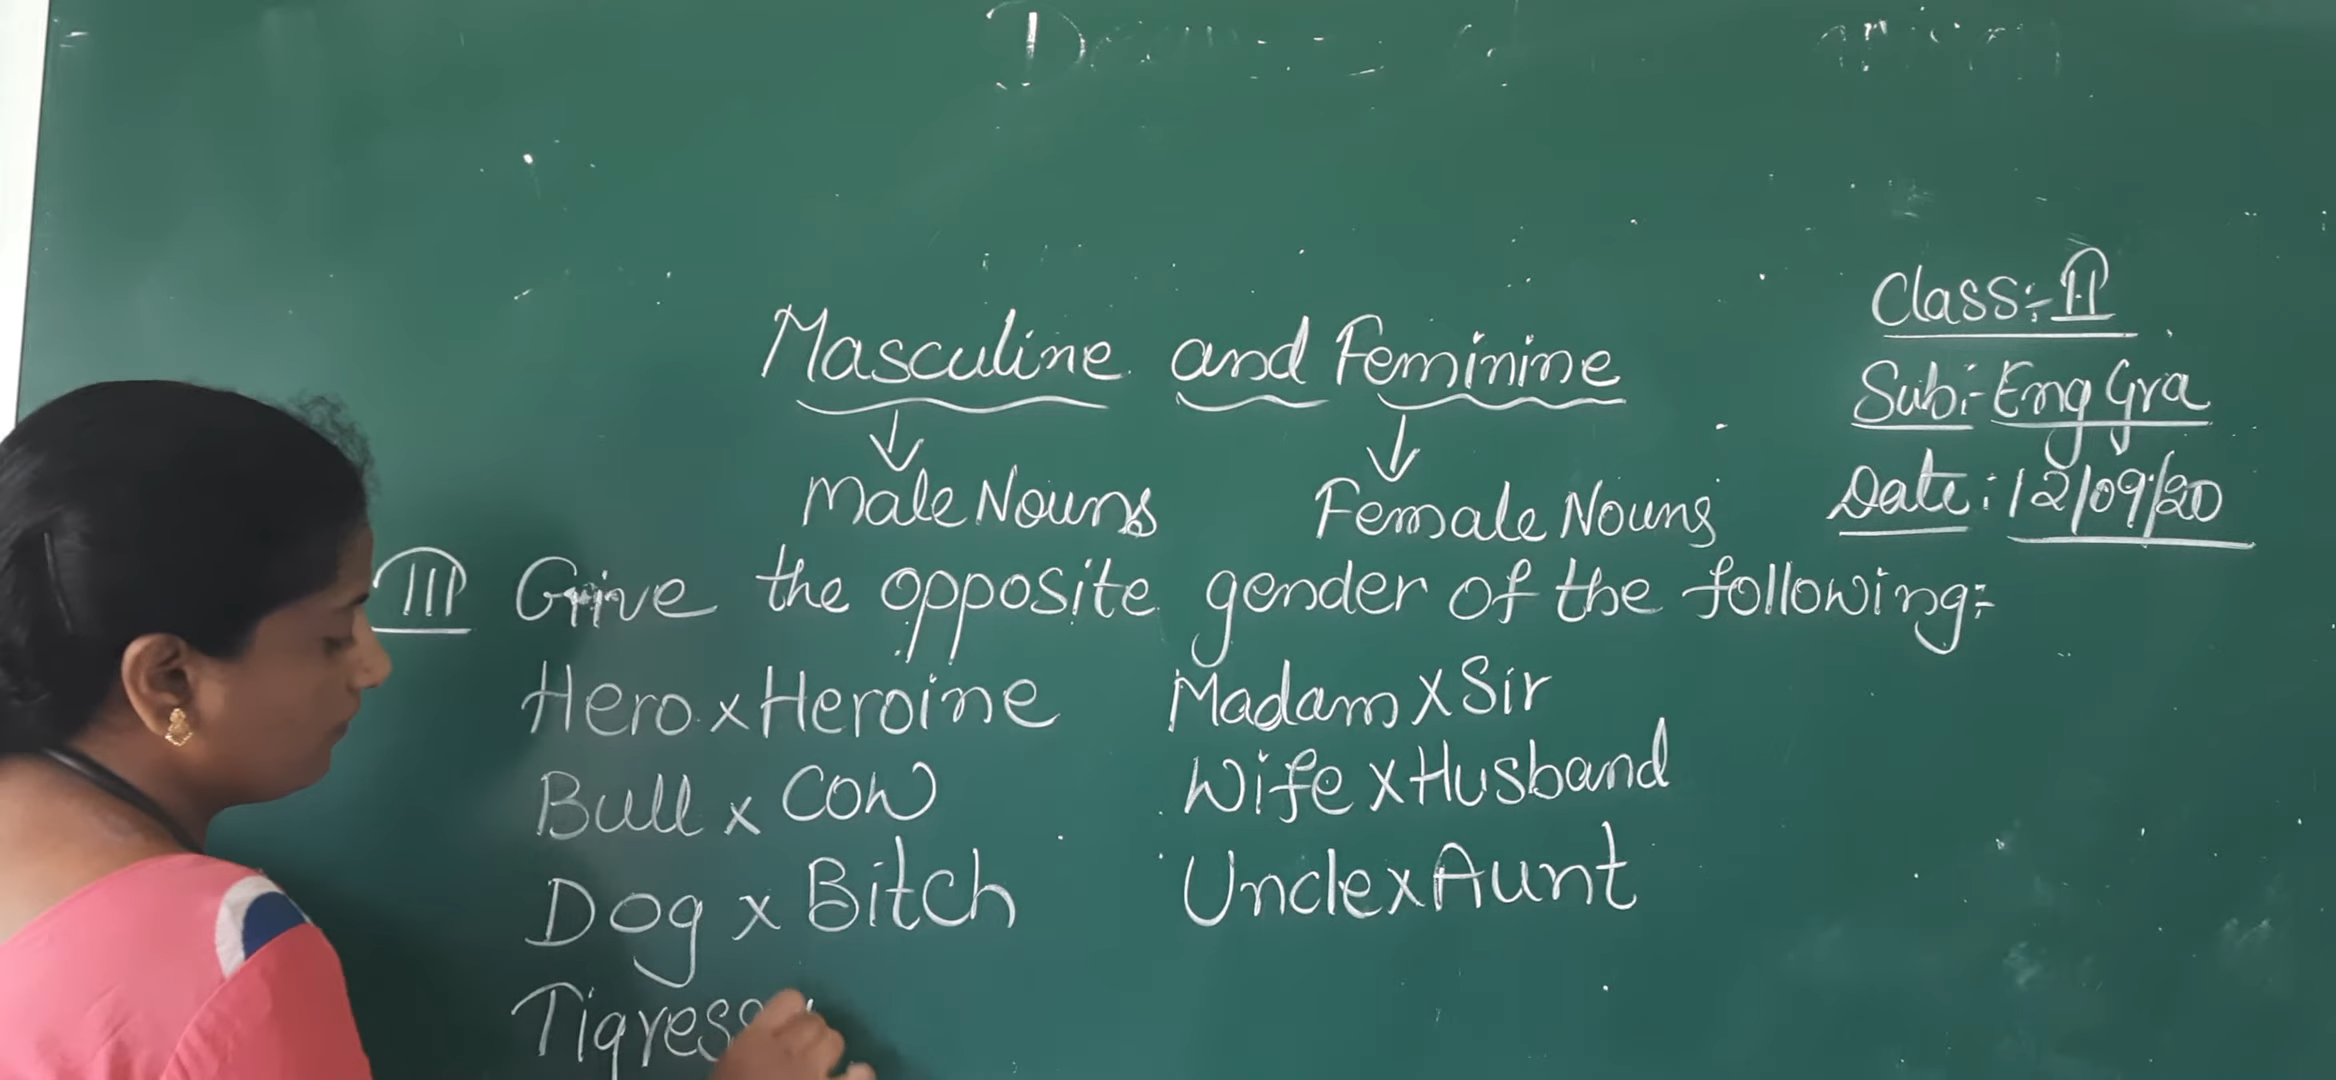 Masculine and Feminine
Male Nouns Female Nouns
Class:- II
Sub:- Eng Gra
Date: 12/09/20
III Give the opposite gender of the following:-
Hero x Heroine Madam x Sir
Bull x Cow Wife x Husband
Dog x Bitch Uncle x Aunt
Tigress